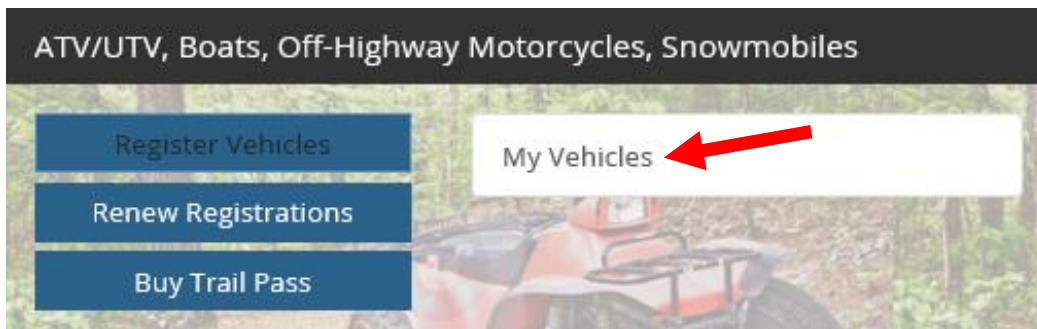 ATV/UTV, Boats, Off-Highway Motorcycles, Snowmobiles
Register Vehicles
My Vehicles
Renew Registrations
Buy Trail Pass